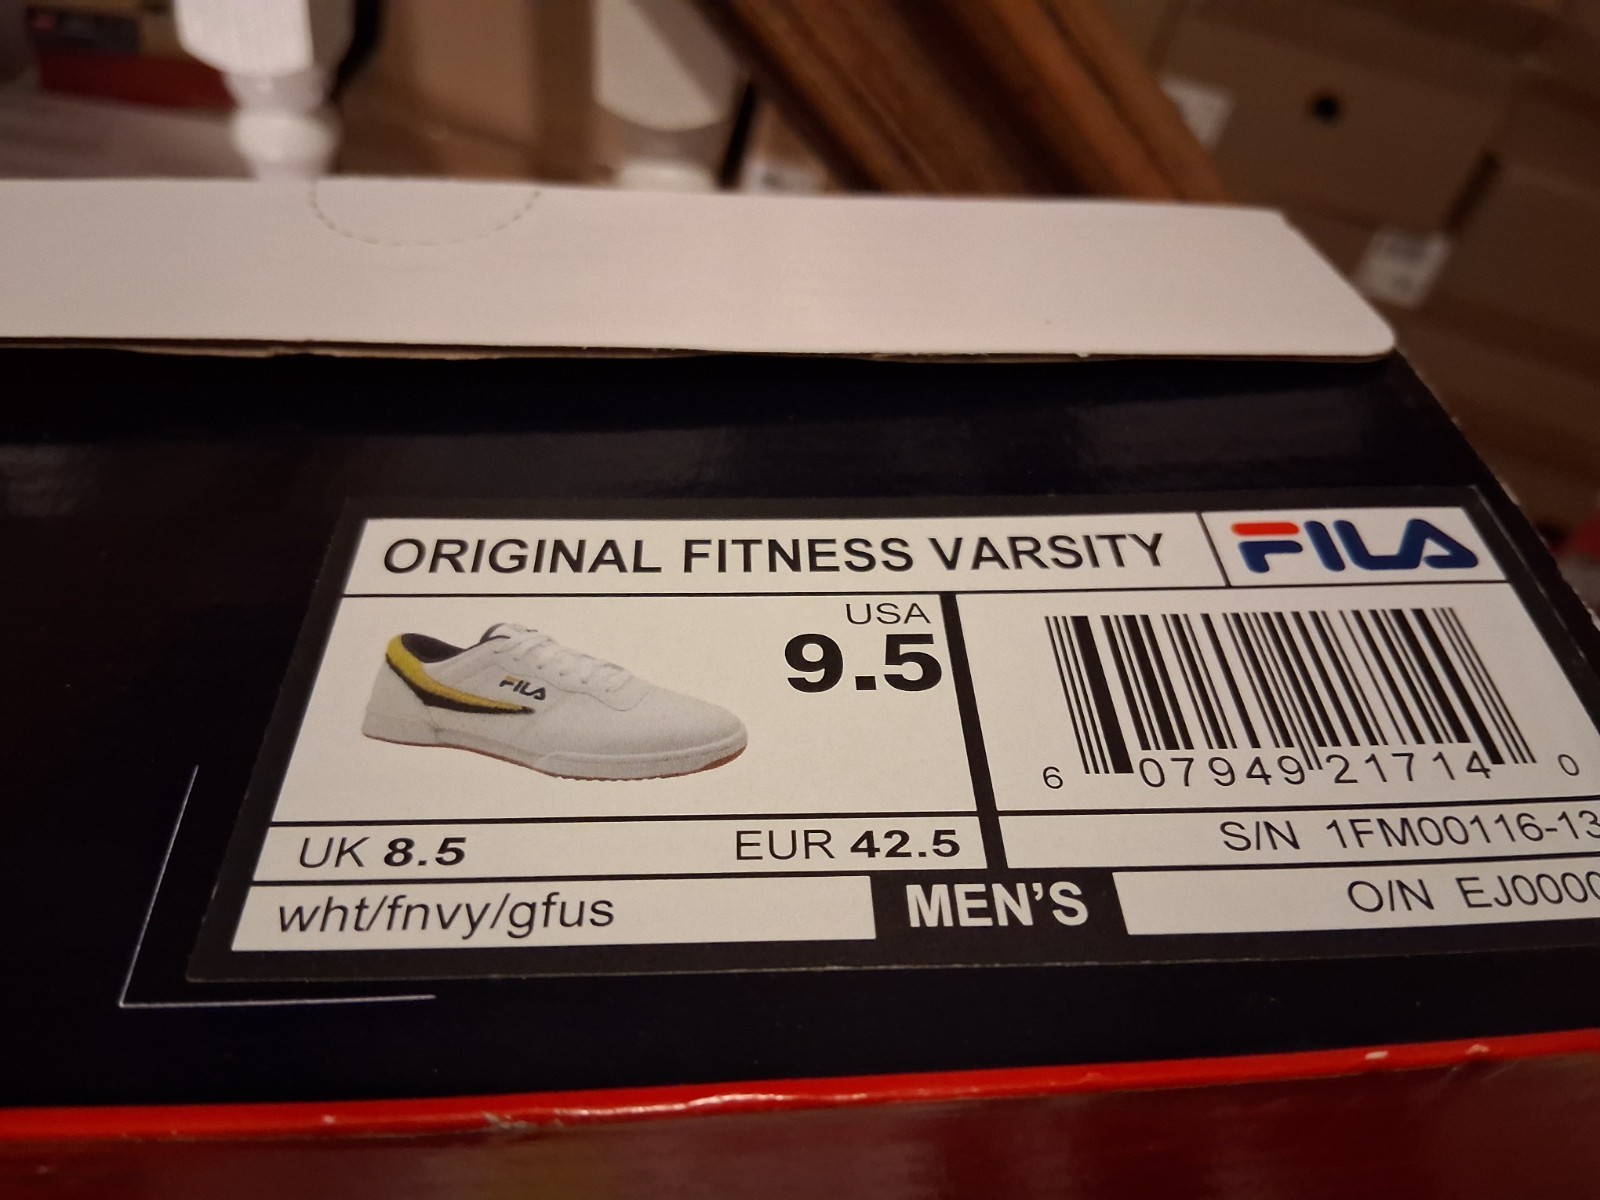 ORIGINAL FITNESS VARSITY
FILA
USA
9.5
FILA
6 07949 21714 0
UK 8.5
EUR 42.5
S/N 1FM00116-13
wht/fnvy/gfus
MEN'S
O/N EJ0000